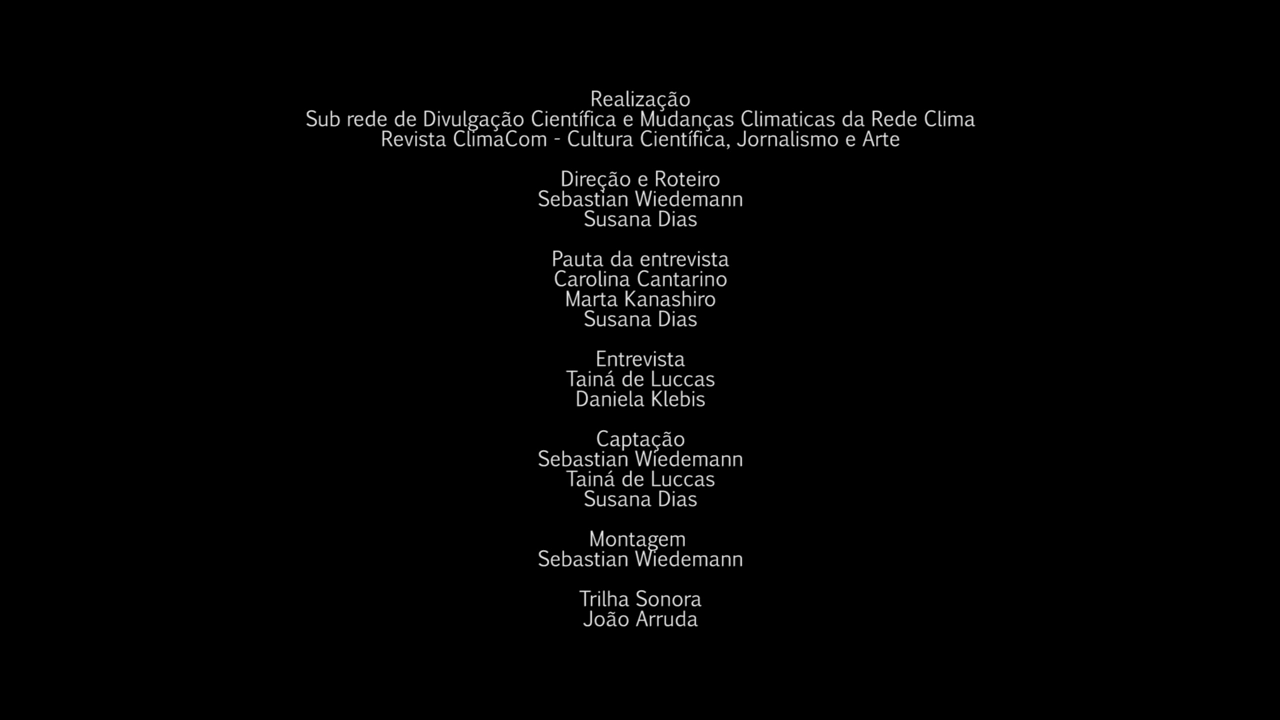 Realização
Sub rede de Divulgação Científica e Mudanças Climaticas da Rede Clima
Revista ClimaCom - Cultura Científica, Jornalismo e Arte
Direção e Roteiro
Sebastian Wiedemann
Susana Dias
Pauta da entrevista
Carolina Cantarino
Marta Kanashiro
Susana Dias
Entrevista
Tainá de Luccas
Daniela Klebis
Captação
Sebastian Wiedemann
Tainá de Luccas
Susana Dias
Montagem
Sebastian Wiedemann
Trilha Sonora
João Arruda